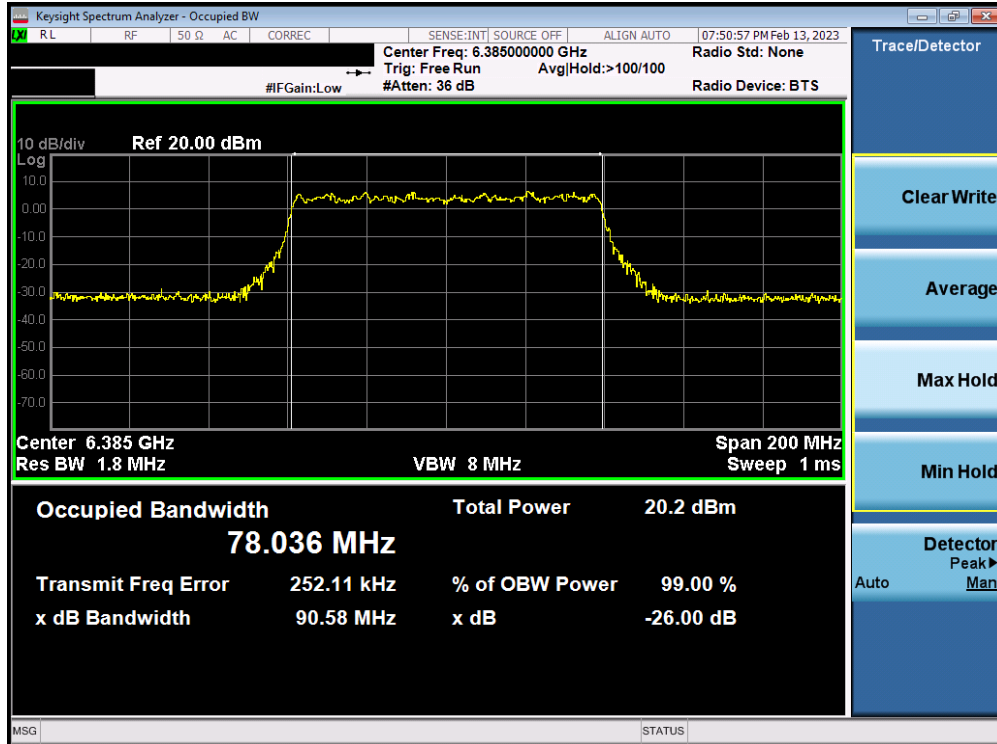 Keysight Spectrum Analyzer - Occupied BW
LXI RL RF 50 Ω AC CORREC SENSE:INT SOURCE OFF ALIGN AUTO 07:50:57 PM Feb 13, 2023
Center Freq: 6.385000000 GHz Radio Std: None
Trig: Free Run Avg|Hold:>100/100
#IFGain:Low #Atten: 36 dB Radio Device: BTS
Trace/Detector
10 dB/div Ref 20.00 dBm
Log
10.0
0.00
-10.0
-20.0
-30.0
-40.0
-50.0
-60.0
-70.0
Center 6.385 GHz Span 200 MHz
Res BW 1.8 MHz VBW 8 MHz Sweep 1 ms
Occupied Bandwidth Total Power 20.2 dBm
78.036 MHz
Transmit Freq Error 252.11 kHz % of OBW Power 99.00 %
x dB Bandwidth 90.58 MHz x dB -26.00 dB
Clear Write
Average
Max Hold
Min Hold
Detector
Peak▶
Auto Man
MSG STATUS